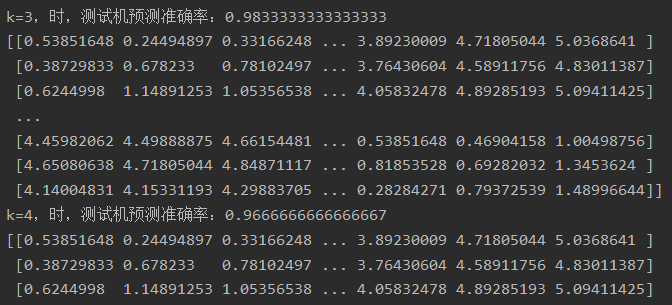 k=3，时，测试机预测准确率：0.9833333333333333
[[0.53851648 0.24494897 0.33166248 ... 3.89230009 4.71805044 5.0368641 ]
 [0.38729833 0.678233   0.78102497 ... 3.76430604 4.58911756 4.83011387]
 [0.6244998  1.14891253 1.05356538 ... 4.05832478 4.89285193 5.09411425]
 ...
 [4.45982062 4.49888875 4.66154481 ... 0.53851648 0.46904158 1.00498756]
 [4.65080638 4.71805044 4.84871117 ... 0.81853528 0.69282032 1.3453624 ]
 [4.14004831 4.15331193 4.29883705 ... 0.28284271 0.79372539 1.48996644]]
k=4，时，测试机预测准确率：0.9666666666666667
[[0.53851648 0.24494897 0.33166248 ... 3.89230009 4.71805044 5.0368641 ]
 [0.38729833 0.678233   0.78102497 ... 3.76430604 4.58911756 4.83011387]
 [0.6244998  1.14891253 1.05356538 ... 4.05832478 4.89285193 5.09411425]